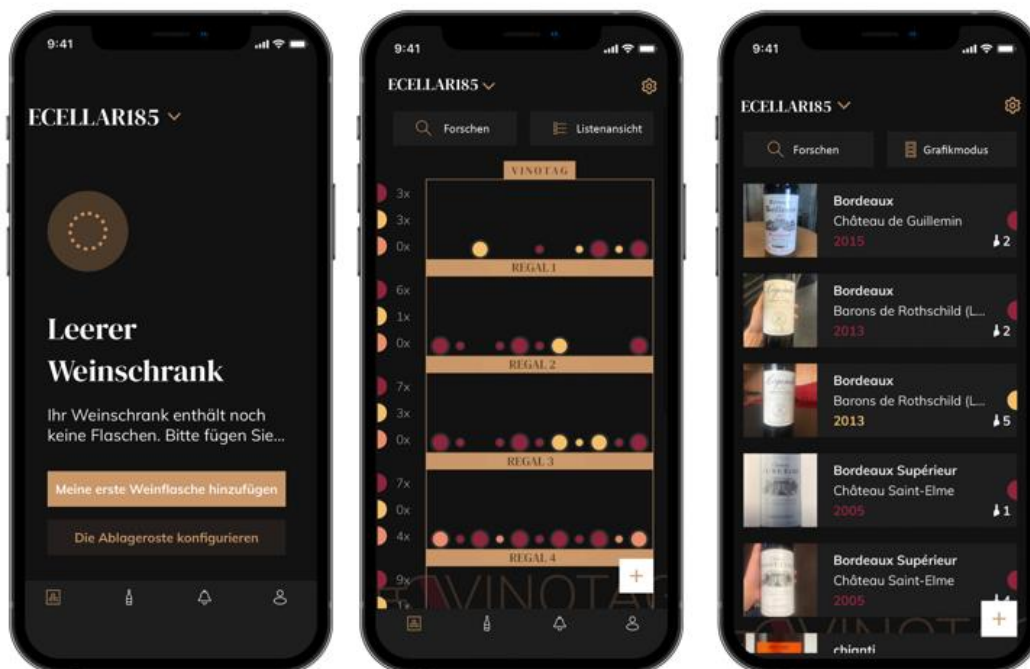 9:41
ECELLAR185
Leerer
Weinschrank
Ihr Weinschrank enthält noch
keine Flaschen. Bitte fügen Sie...
Meine erste Weinflasche hinzufügen
Die Ablageroste konfigurieren
9:41
ECELLAR185
Forschen
Listenansicht
VINOTAG
3x
3x
0x
REGAL 1
6x
1x
0x
REGAL 2
7x
3x
0x
REGAL 3
7x
0x
4x
REGAL 4
9x
+
VINOTAG
9:41
ECELLAR185
Forschen
Grafikmodus
Bordeaux
Château de Guillemin
2015
2
Bordeaux
Barons de Rothschild (L...
2013
2
Bordeaux
Barons de Rothschild (L...
2013
5
Bordeaux Supérieur
Château Saint-Elme
2005
1
Bordeaux Supérieur
Château Saint-Elme
2005
+
chianti